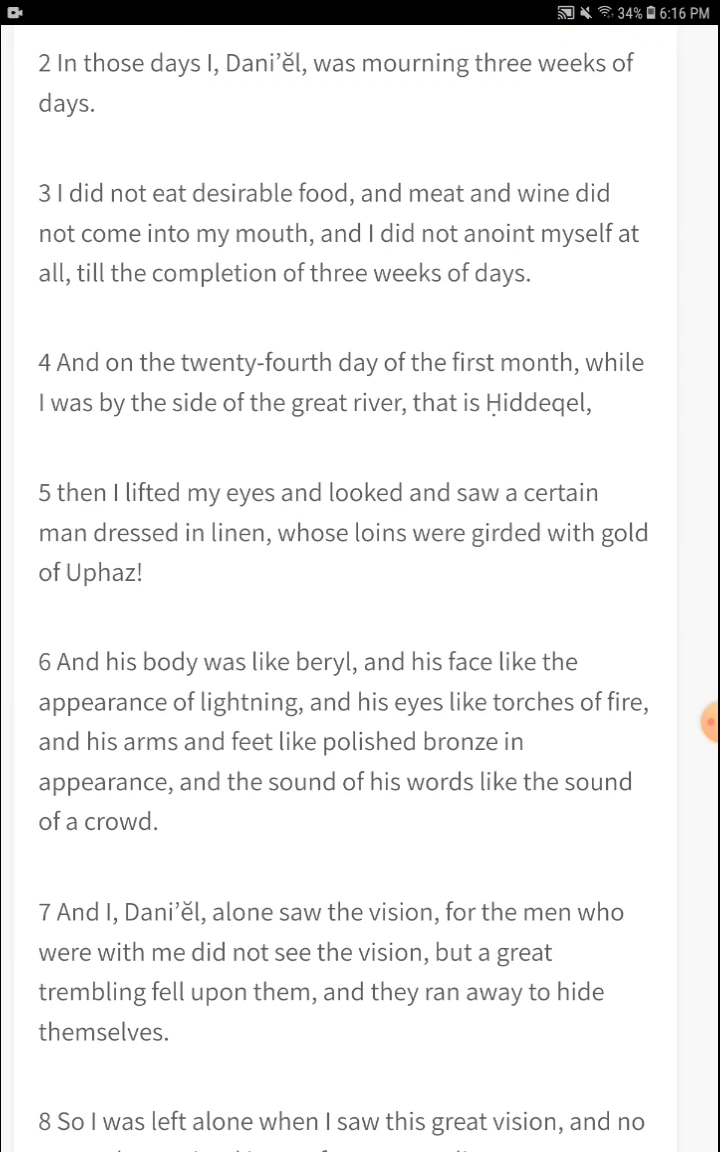 34% 6:16 PM
2 In those days I, Dani’ĕl, was mourning three weeks of
days.
3 I did not eat desirable food, and meat and wine did
not come into my mouth, and I did not anoint myself at
all, till the completion of three weeks of days.
4 And on the twenty-fourth day of the first month, while
I was by the side of the great river, that is Ḥiddeqel,
5 then I lifted my eyes and looked and saw a certain
man dressed in linen, whose loins were girded with gold
of Uphaz!
6 And his body was like beryl, and his face like the
appearance of lightning, and his eyes like torches of fire,
and his arms and feet like polished bronze in
appearance, and the sound of his words like the sound
of a crowd.
7 And I, Dani’ĕl, alone saw the vision, for the men who
were with me did not see the vision, but a great
trembling fell upon them, and they ran away to hide
themselves.
8 So I was left alone when I saw this great vision, and no